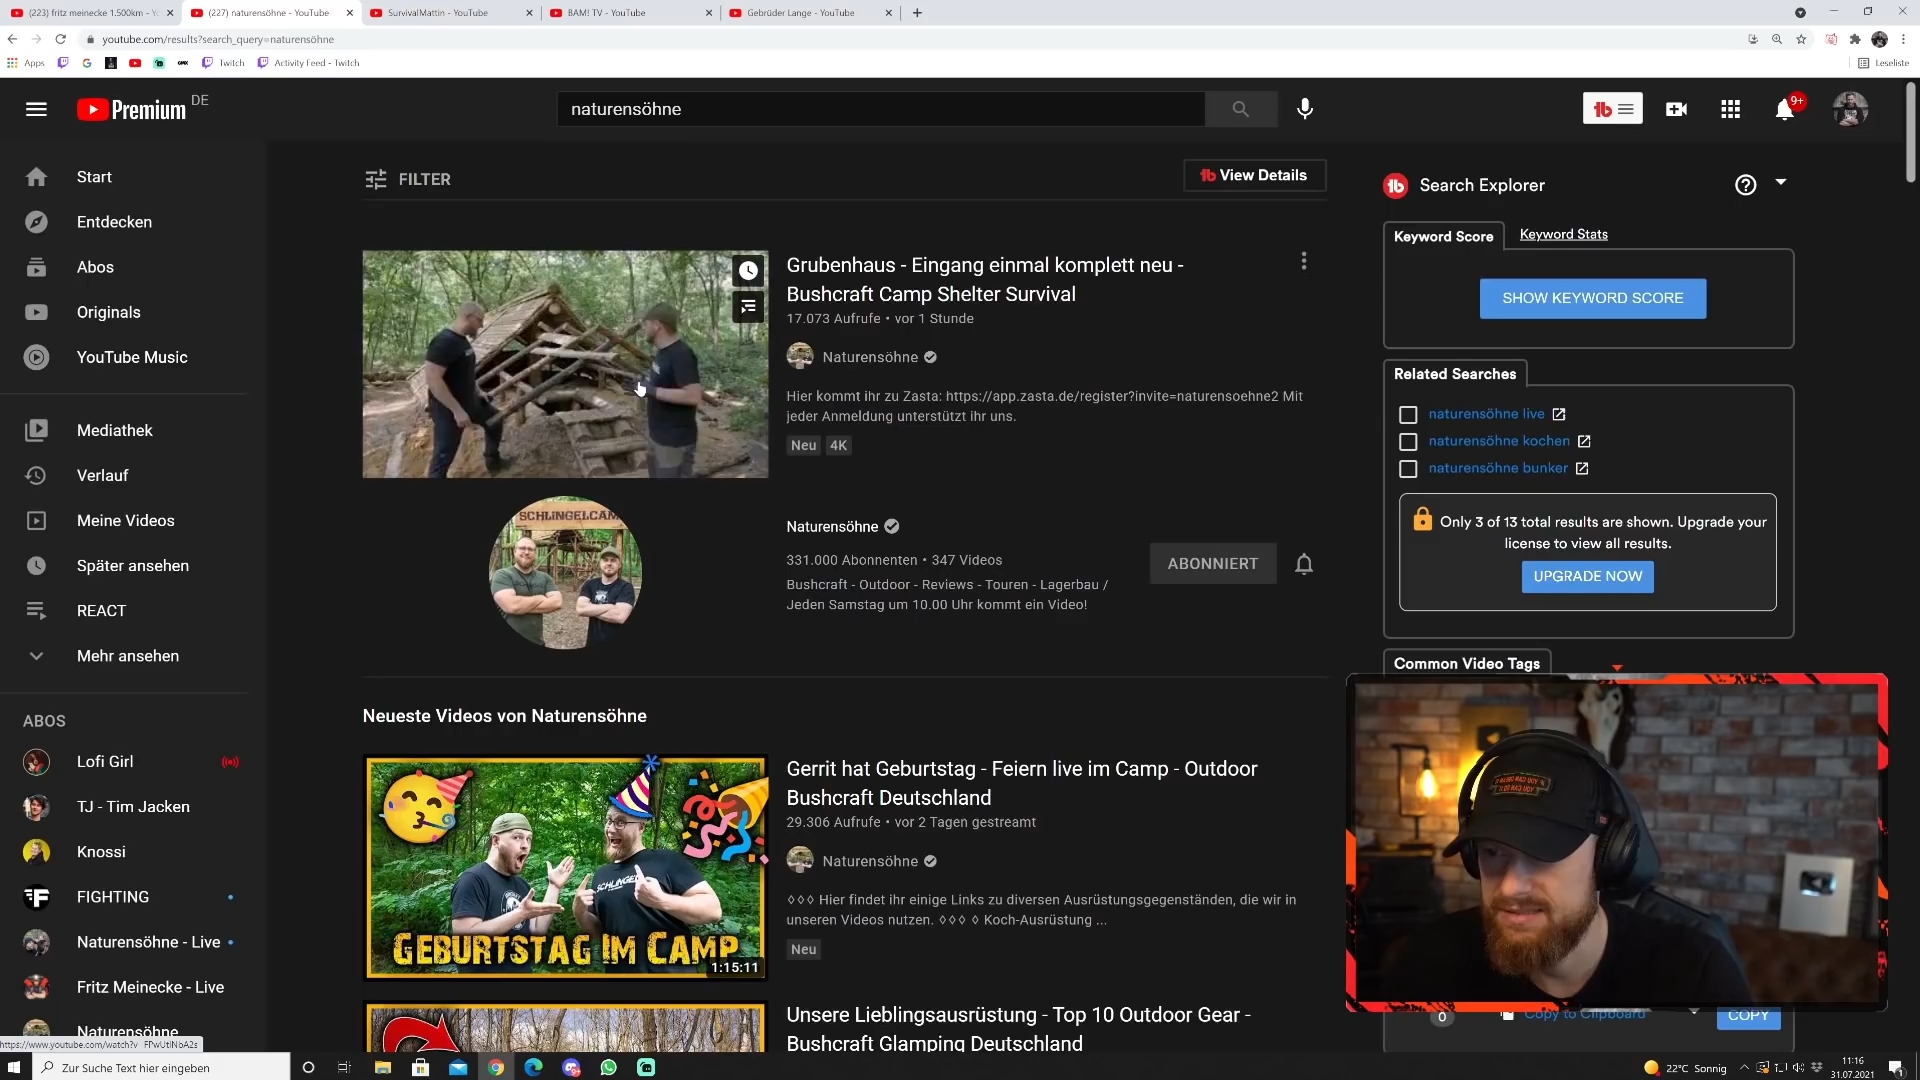 (223) fritz meinecke 1.500km - Yo
(227) naturensöhne - YouTube
SurvivalMattin - YouTube
BAM! TV - YouTube
Gebrüder Lange - YouTube
youtube.com/results?search_query=naturensöhne
Apps
Twitch
Activity Feed - Twitch
Leseliste
Premium DE
naturensöhne
9+
Start
Entdecken
Abos
Originals
YouTube Music
Mediathek
Verlauf
Meine Videos
Später ansehen
REACT
Mehr ansehen
ABOS
Lofi Girl
TJ - Tim Jacken
Knossi
FIGHTING
Naturensöhne - Live
Fritz Meinecke - Live
Naturensöhne
FILTER
View Details
Grubenhaus - Eingang einmal komplett neu -
Bushcraft Camp Shelter Survival
17.073 Aufrufe • vor 1 Stunde
Naturensöhne
Hier kommt ihr zu Zasta: https://app.zasta.de/register?invite=naturensoehne2 Mit
jeder Anmeldung unterstützt ihr uns.
Neu 4K
SCHLINGELCAMP
Naturensöhne
331.000 Abonnenten • 347 Videos
Bushcraft - Outdoor - Reviews - Touren - Lagerbau /
Jeden Samstag um 10.00 Uhr kommt ein Video!
ABONNIERT
Neueste Videos von Naturensöhne
SCHLINGEL
GEBURTSTAG IM CAMP
1:15:11
Gerrit hat Geburtstag - Feiern live im Camp - Outdoor
Bushcraft Deutschland
29.306 Aufrufe • vor 2 Tagen gestreamt
Naturensöhne
◊◊◊ Hier findet ihr einige Links zu diversen Ausrüstungsgegenständen, die wir in
unseren Videos nutzen. ◊◊◊ ◊ Koch-Ausrüstung ...
Neu
Unsere Lieblingsausrüstung - Top 10 Outdoor Gear -
Bushcraft Glamping Deutschland
Search Explorer
Keyword Score
Keyword Stats
SHOW KEYWORD SCORE
Related Searches
naturensöhne live
naturensöhne kochen
naturensöhne bunker
Only 3 of 13 total results are shown. Upgrade your
license to view all results.
UPGRADE NOW
Common Video Tags
0
Copy to Clipboard
COPY
Zur Suche Text hier eingeben
22°C Sonnig
11:16
31.07.2021